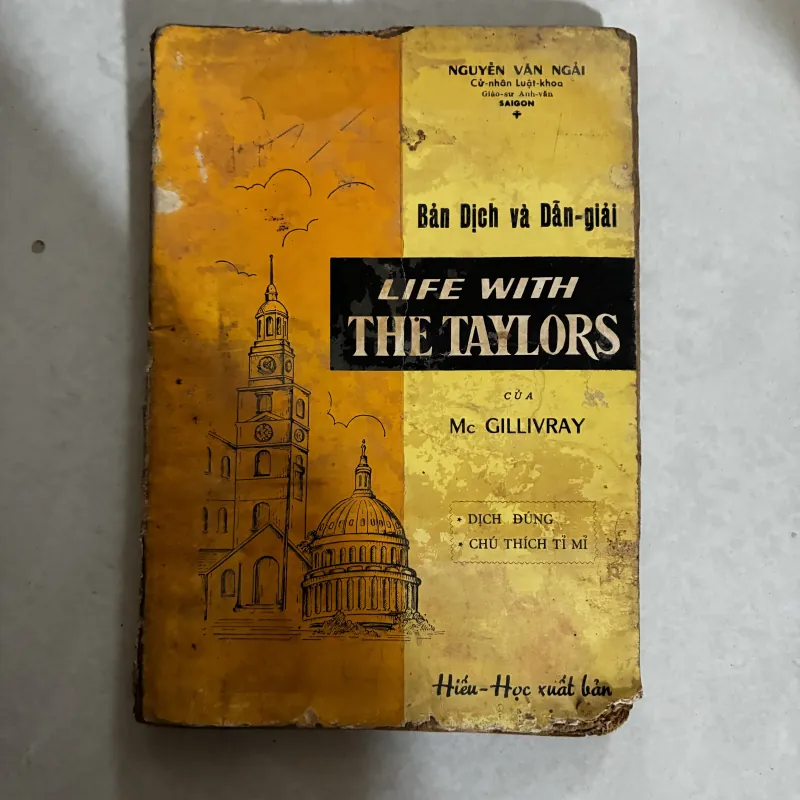 NGUYỄN VĂN NGẢI
Cử-nhân Luật-khoa
Giáo-sư Anh-văn
SAIGON
Bản Dịch và Dẫn-giải
LIFE WITH
THE TAYLORS
CỦA
Mc GILLIVRAY
• DỊCH ĐÚNG
• CHÚ THÍCH TỈ MỈ
Hiếu-Học xuất bản